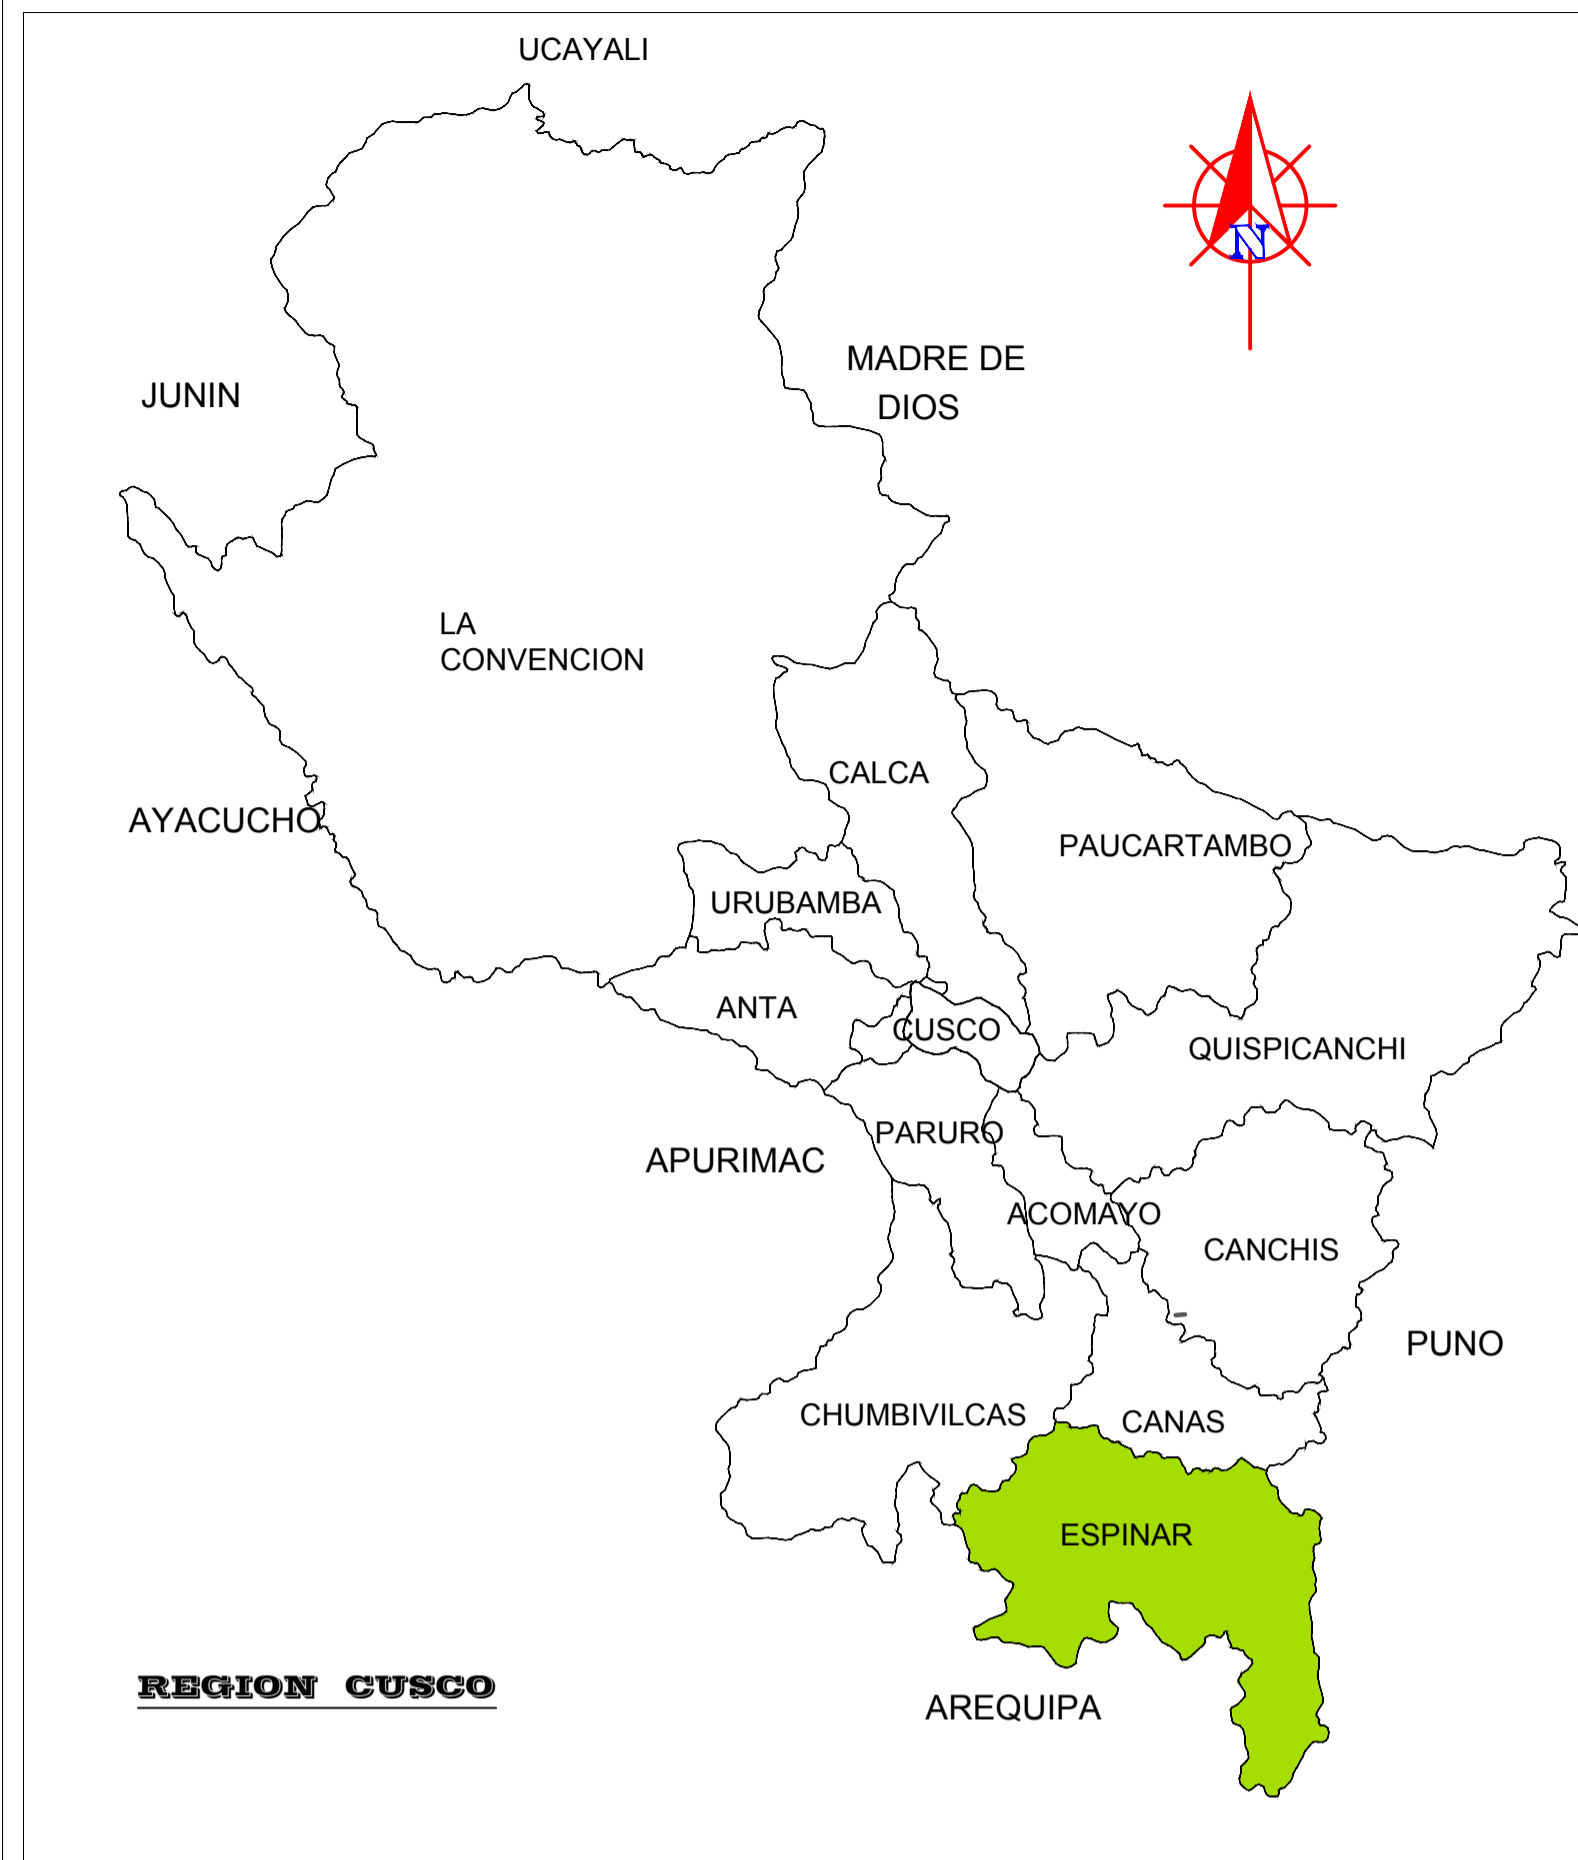 UCAYALI
N
MADRE DE
DIOS
JUNIN
LA
CONVENCION
CALCA
AYACUCHO
PAUCARTAMBO
URUBAMBA
ANTA
CUSCO
QUISPICANCHI
PARURO
APURIMAC
ACOMAYO
CANCHIS
PUNO
CHUMBIVILCAS
CANAS
ESPINAR
REGION CUSCO
AREQUIPA